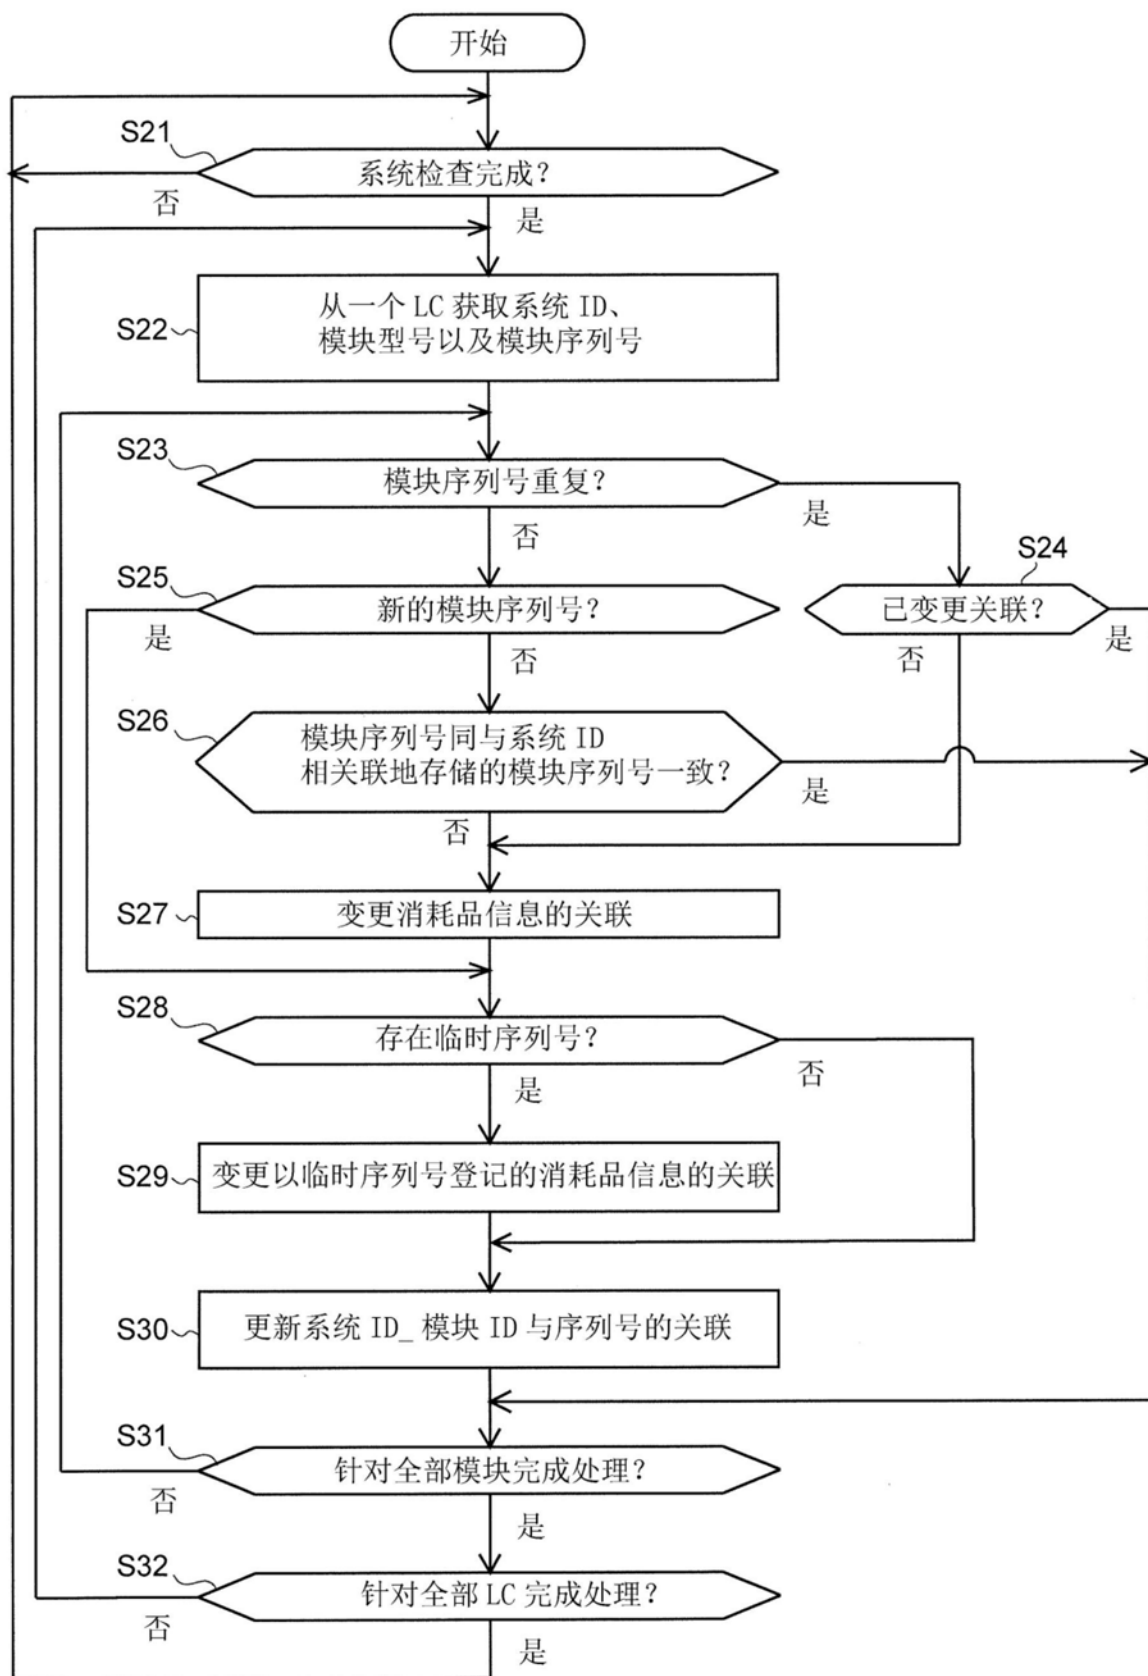 开始
S21
系统检查完成？
否
是
S22
从一个 LC 获取系统 ID、
模块型号以及模块序列号
S23
模块序列号重复？
是
否
S24
已变更关联？
是
否
S25
新的模块序列号？
是
否
S26
模块序列号同与系统 ID
相关联地存储的模块序列号一致？
是
否
S27
变更消耗品信息的关联
S28
存在临时序列号？
否
是
S29
变更以临时序列号登记的消耗品信息的关联
S30
更新系统 ID_ 模块 ID 与序列号的关联
S31
针对全部模块完成处理？
否
是
S32
针对全部 LC 完成处理？
否
是